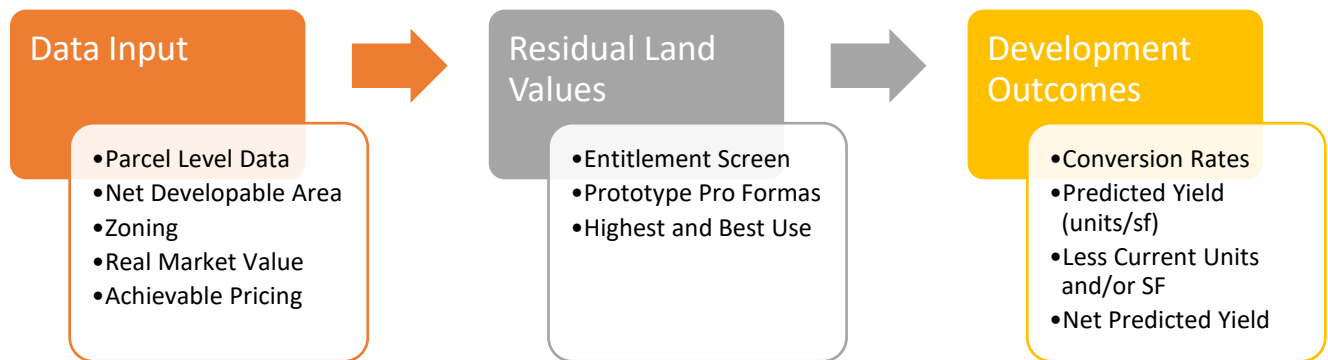 Data Input
•Parcel Level Data
•Net Developable Area
•Zoning
•Real Market Value
•Achievable Pricing
Residual Land
Values
•Entitlement Screen
•Prototype Pro Formas
•Highest and Best Use
Development
Outcomes
•Conversion Rates
•Predicted Yield
(units/sf)
•Less Current Units
and/or SF
•Net Predicted Yield